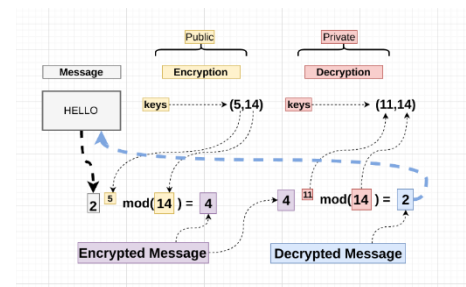 Public Private
Message Encryption Decryption
HELLO keys (5,14) keys (11,14)
2 5 mod( 14 ) = 4 4 11 mod( 14 ) = 2
Encrypted Message Decrypted Message